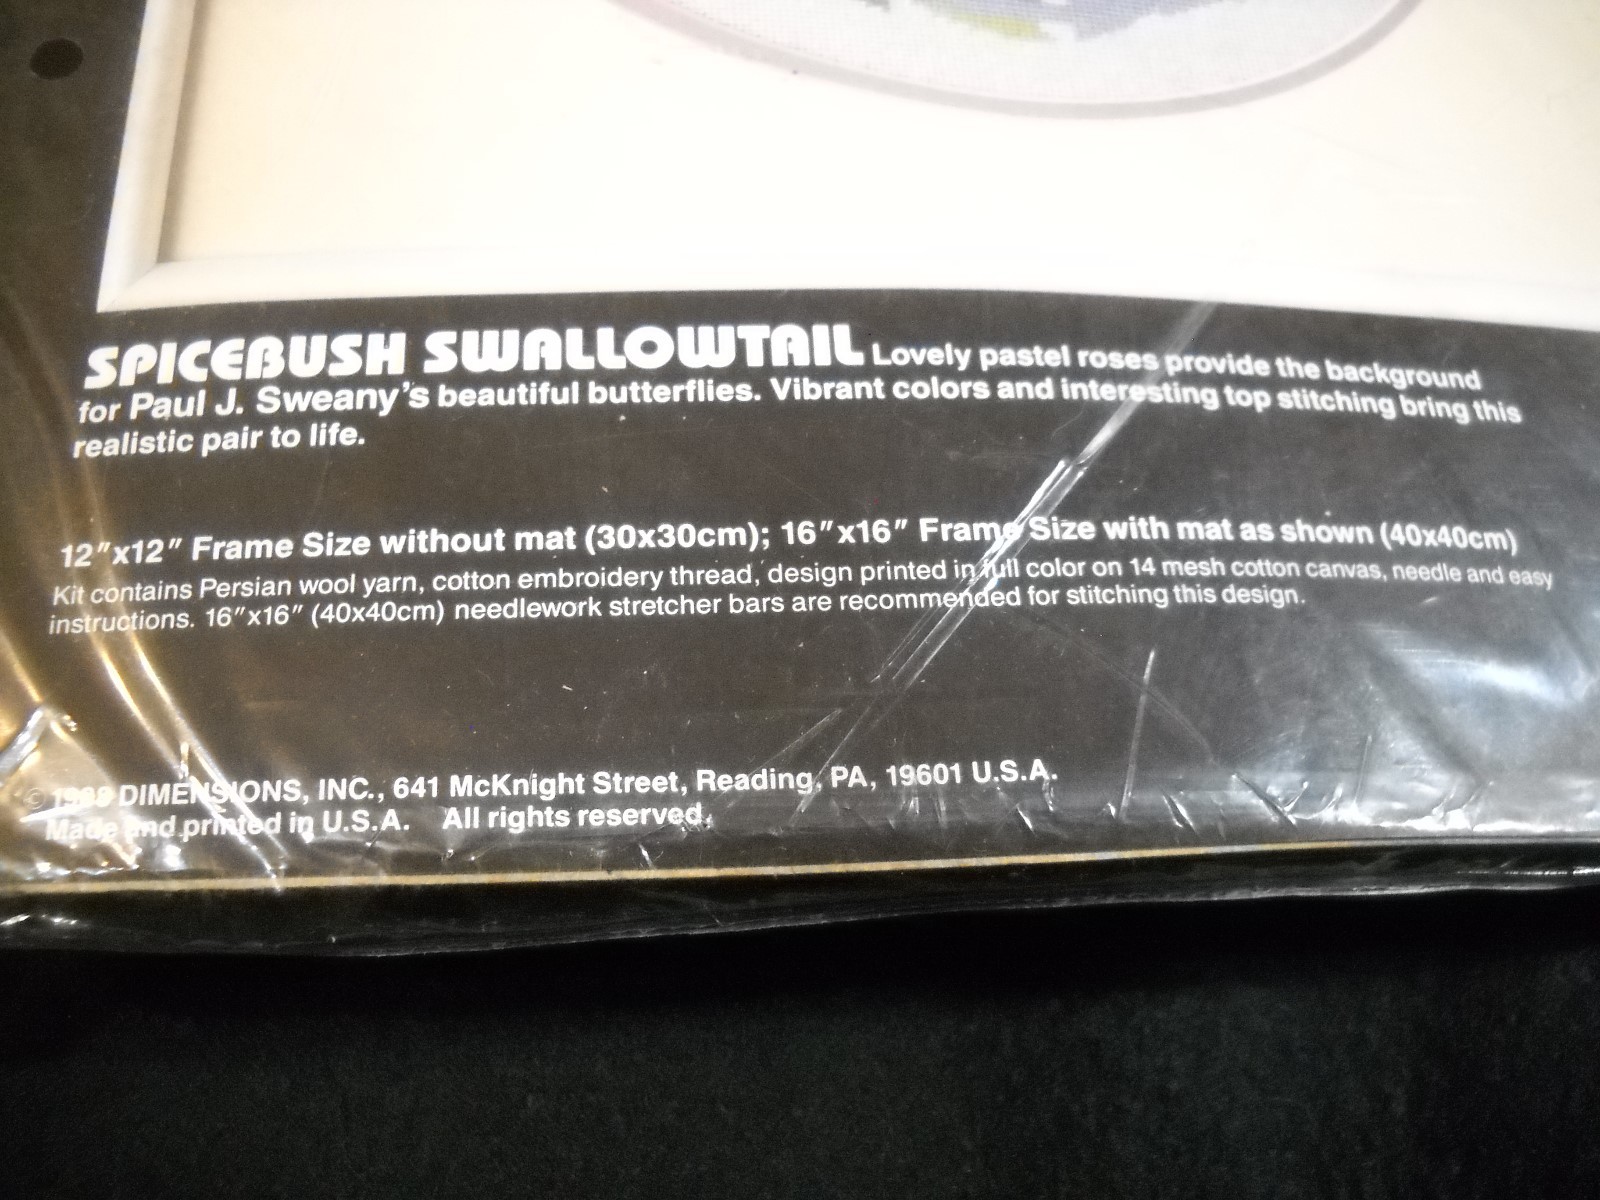 SPICEBUSH SWALLOWTAIL Lovely pastel roses provide the background
for Paul J. Sweany's beautiful butterflies. Vibrant colors and interesting top stitching bring this
realistic pair to life.
12"x12" Frame Size without mat (30x30cm); 16"x16" Frame Size with mat as shown (40x40cm)
Kit contains Persian wool yarn, cotton embroidery thread, design printed in full color on 14 mesh cotton canvas, needle and easy
instructions. 16"x16" (40x40cm) needlework stretcher bars are recommended for stitching this design.
© DIMENSIONS, INC., 641 McKnight Street, Reading, PA, 19601 U.S.A.
Made and printed in U.S.A. All rights reserved.